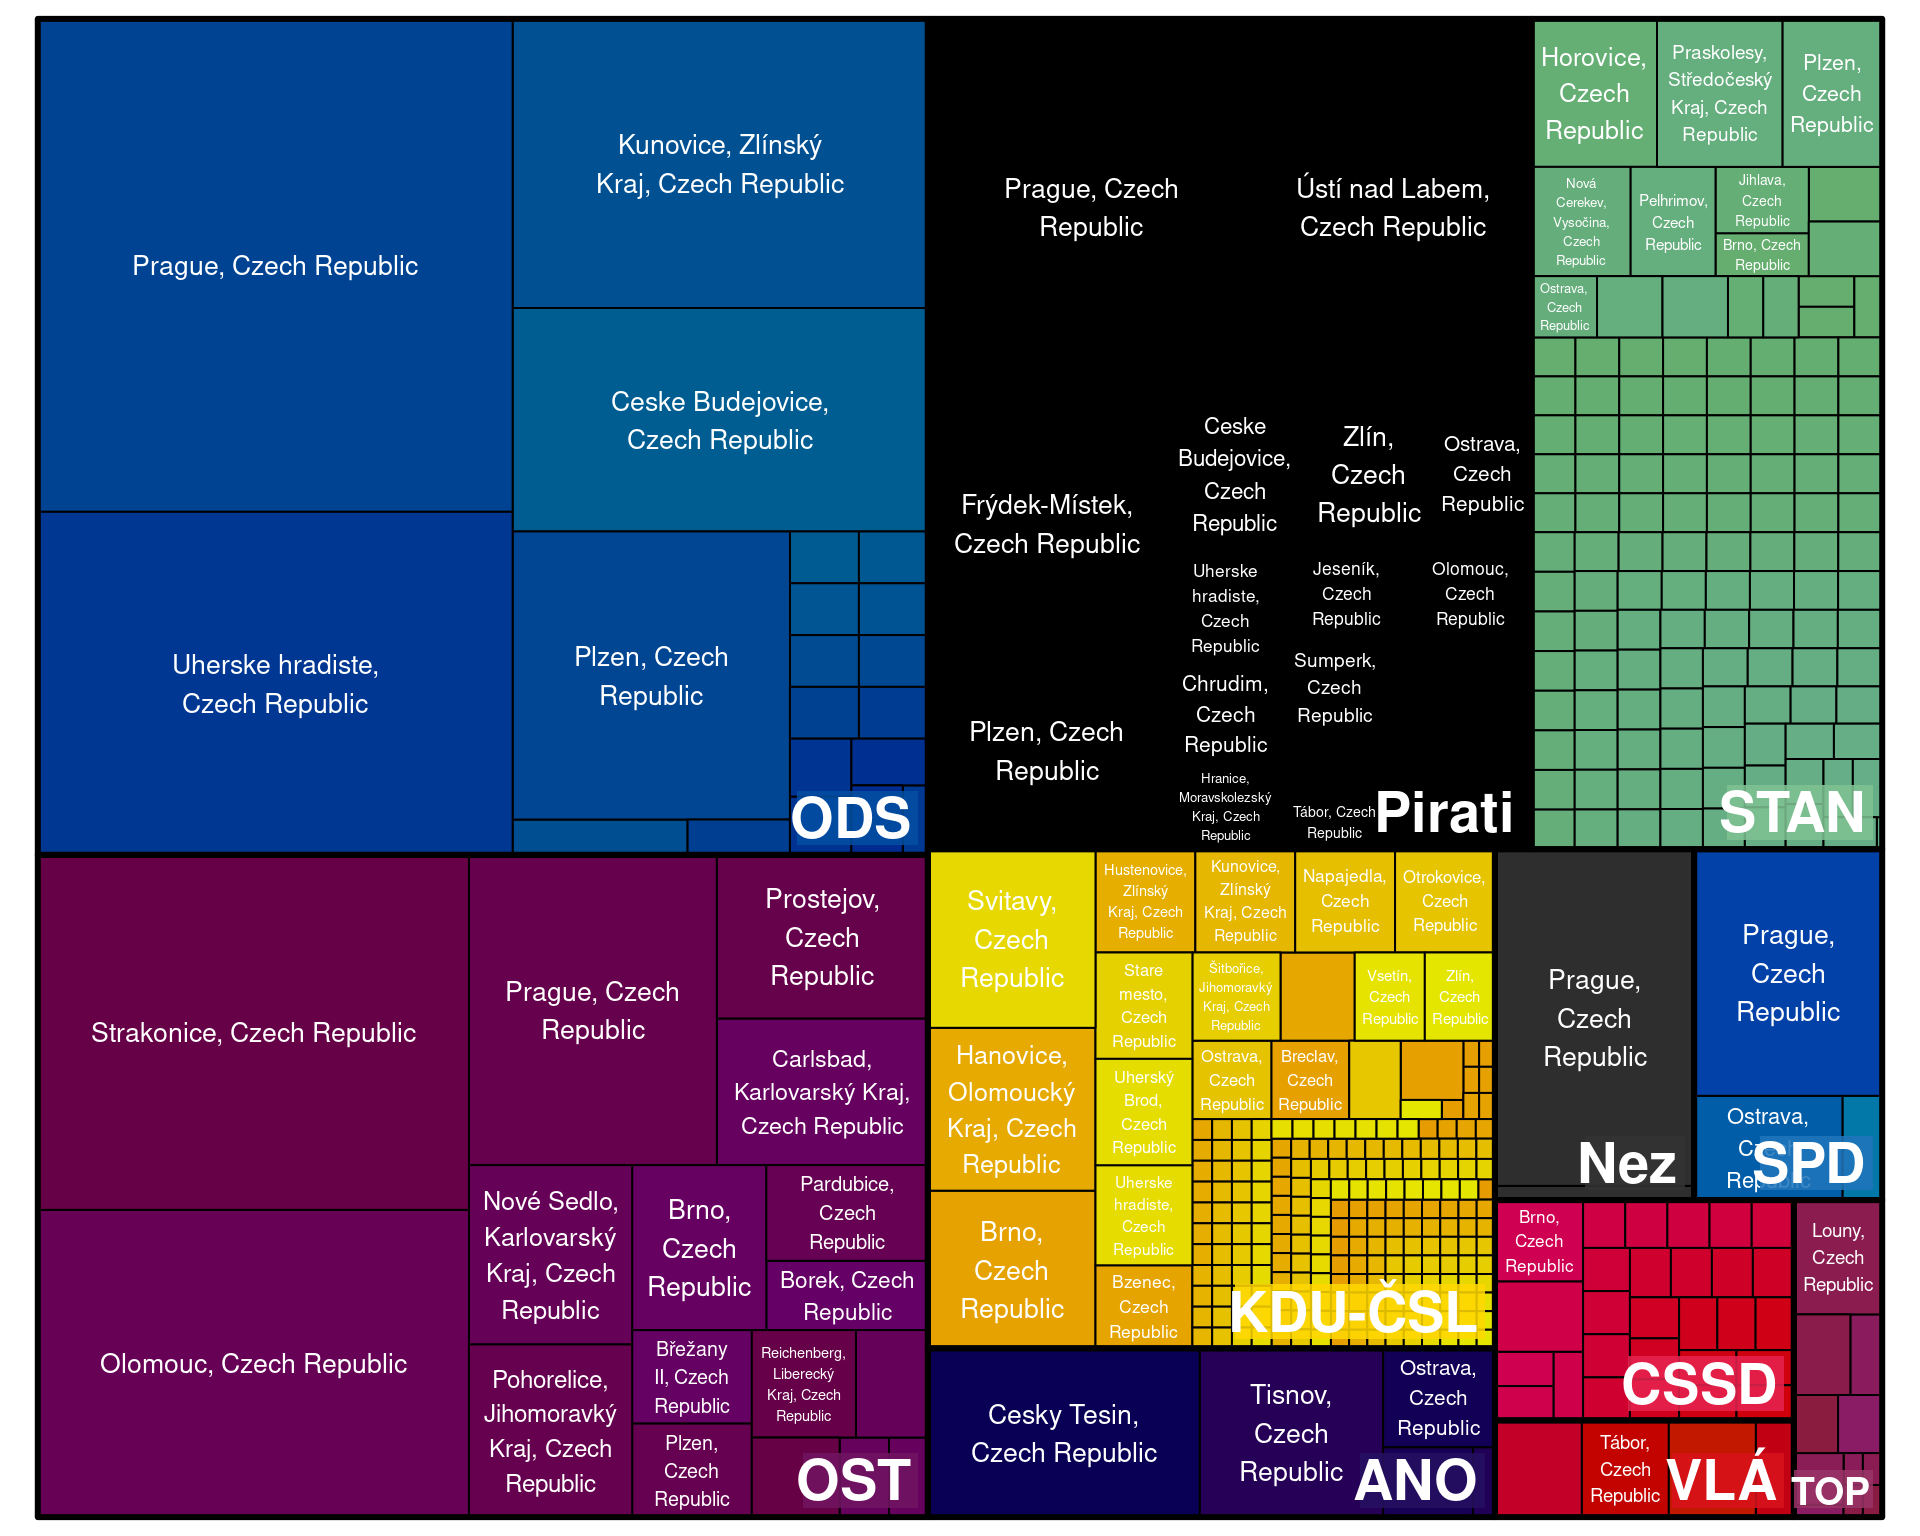 Prague, Czech Republic
Kunovice, Zlínský
Kraj, Czech Republic
Ceske Budejovice,
Czech Republic
Uherske hradiste,
Czech Republic
Plzen, Czech
Republic
ODS
Prague, Czech
Republic
Ústí nad Labem,
Czech Republic
Frýdek-Místek,
Czech Republic
Plzen, Czech
Republic
Ceske
Budejovice,
Czech
Republic
Zlín,
Czech
Republic
Ostrava,
Czech
Republic
Uherske
hradiste,
Czech
Republic
Jeseník,
Czech
Republic
Olomouc,
Czech
Republic
Chrudim,
Czech
Republic
Sumperk,
Czech
Republic
Hranice,
Moravskolezský
Kraj, Czech
Republic
Tábor, Czech
Republic
Pirati
Horovice,
Czech
Republic
Praskolesy,
Středočeský
Kraj, Czech
Republic
Plzen,
Czech
Republic
Nová
Cerekev,
Vysočina,
Czech
Republic
Pelhrimov,
Czech
Republic
Jihlava,
Czech
Republic
Brno, Czech
Republic
Ostrava,
Czech
Republic
STAN
Strakonice, Czech Republic
Olomouc, Czech Republic
Prague, Czech
Republic
Prostejov,
Czech
Republic
Carlsbad,
Karlovarský Kraj,
Czech Republic
Nové Sedlo,
Karlovarský
Kraj, Czech
Republic
Brno,
Czech
Republic
Pardubice,
Czech
Republic
Borek, Czech
Republic
Pohorelice,
Jihomoravký
Kraj, Czech
Republic
Břežany
II, Czech
Republic
Reichenberg,
Liberecký
Kraj, Czech
Republic
Plzen,
Czech
Republic
OST
Svitavy,
Czech
Republic
Hanovice,
Olomoucký
Kraj, Czech
Republic
Brno,
Czech
Republic
Hustenovice,
Zlínský
Kraj, Czech
Republic
Kunovice,
Zlínský
Kraj, Czech
Republic
Napajedla,
Czech
Republic
Otrokovice,
Czech
Republic
Stare
mesto,
Czech
Republic
Šitbořice,
Jihomoravký
Kraj, Czech
Republic
Vsetín,
Czech
Republic
Zlín,
Czech
Republic
Uherský
Brod,
Czech
Republic
Ostrava,
Czech
Republic
Breclav,
Czech
Republic
Uherske
hradiste,
Czech
Republic
Bzenec,
Czech
Republic
KDU-ČSL
Cesky Tesin,
Czech Republic
Tisnov,
Czech
Republic
Ostrava,
Czech
Republic
ANO
Prague,
Czech
Republic
Nez
Prague,
Czech
Republic
Ostrava,
Czech
Republic
SPD
Brno,
Czech
Republic
CSSD
Louny,
Czech
Republic
TOP
Tábor,
Czech
Republic
VLÁ